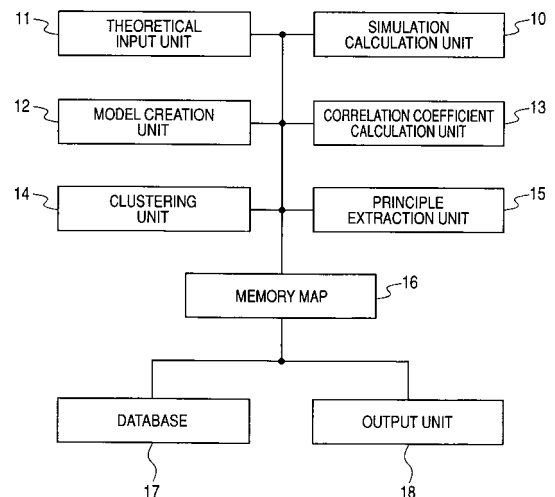 11
THEORETICAL
INPUT UNIT
SIMULATION
CALCULATION UNIT
10
12
MODEL CREATION
UNIT
CORRELATION COEFFICIENT
CALCULATION UNIT
13
14
CLUSTERING
UNIT
PRINCIPLE
EXTRACTION UNIT
15
MEMORY MAP
16
DATABASE
OUTPUT UNIT
17
18